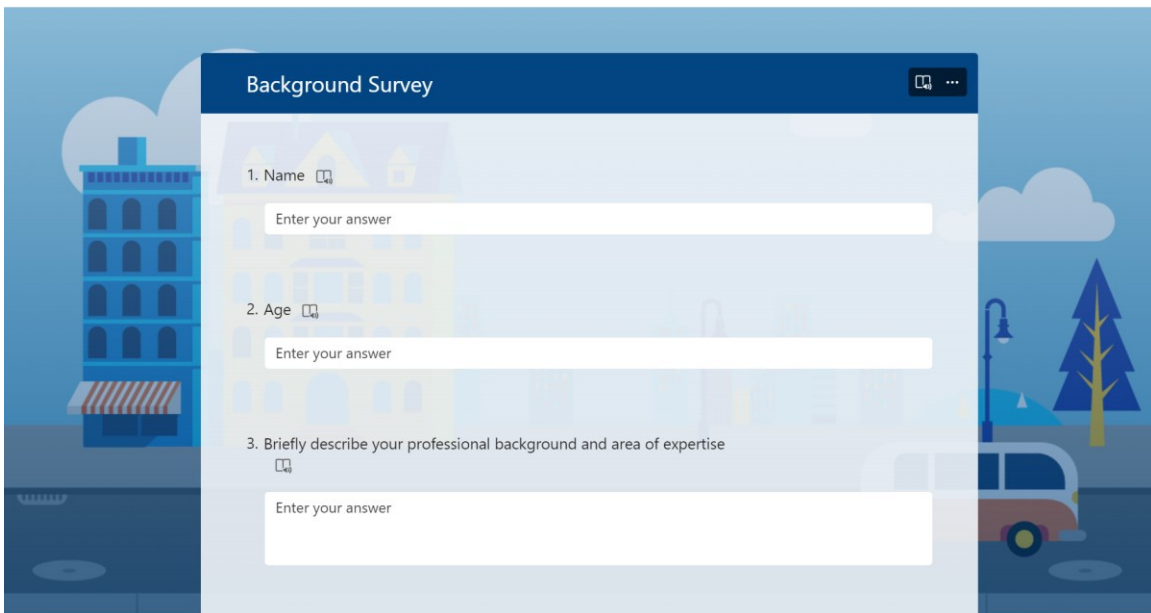 Background Survey
1. Name
Enter your answer
2. Age
Enter your answer
3. Briefly describe your professional background and area of expertise
Enter your answer